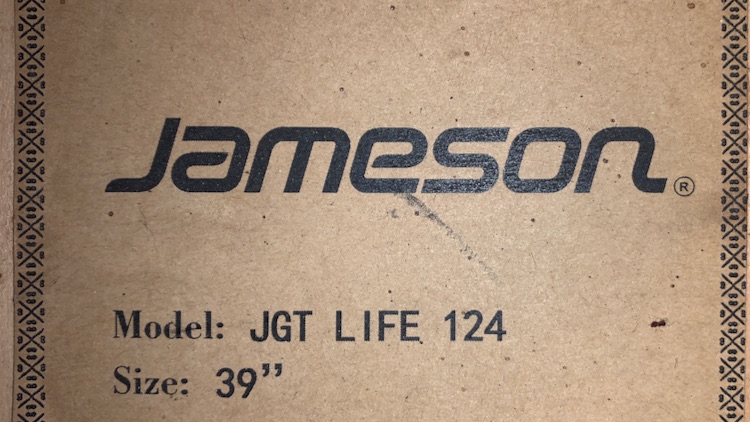 Jameson®
Model: JGT LIFE 124
Size: 39”